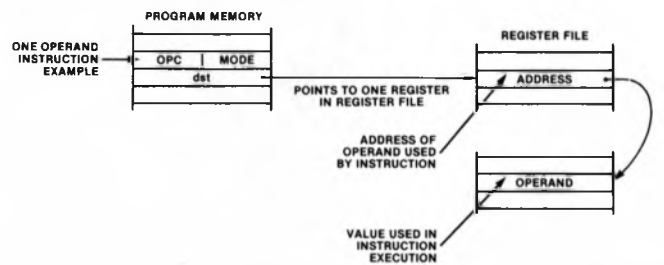 PROGRAM MEMORY
REGISTER FILE
ONE OPERAND
INSTRUCTION
EXAMPLE
OPC | MODE
dst
POINTS TO ONE REGISTER
IN REGISTER FILE
ADDRESS
ADDRESS OF
OPERAND USED
BY INSTRUCTION
OPERAND
VALUE USED IN
INSTRUCTION
EXECUTION